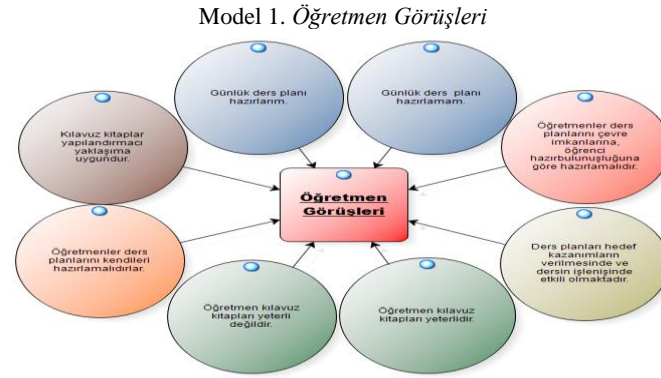 Model 1. Öğretmen Görüşleri
Günlük ders planı
hazırlarım.
Günlük ders planı
hazırlamam.
Kılavuz kitaplar
yapılandırmacı
yaklaşıma
uygundur.
Öğretmenler ders
planlarını çevre
imkanlarına,
öğrenci
hazırbulunuşluğuna
göre hazırlamalıdır.
Öğretmen
Görüşleri
Öğretmenler ders
planlarını kendileri
hazırlamalıdırlar.
Ders planları hedef
kazanımların
verilmesinde ve
dersin işlenişinde
etkili olmaktadır.
Öğretmen kılavuz
kitapları yeterli
değildir.
Öğretmen kılavuz
kitapları yeterlidir.